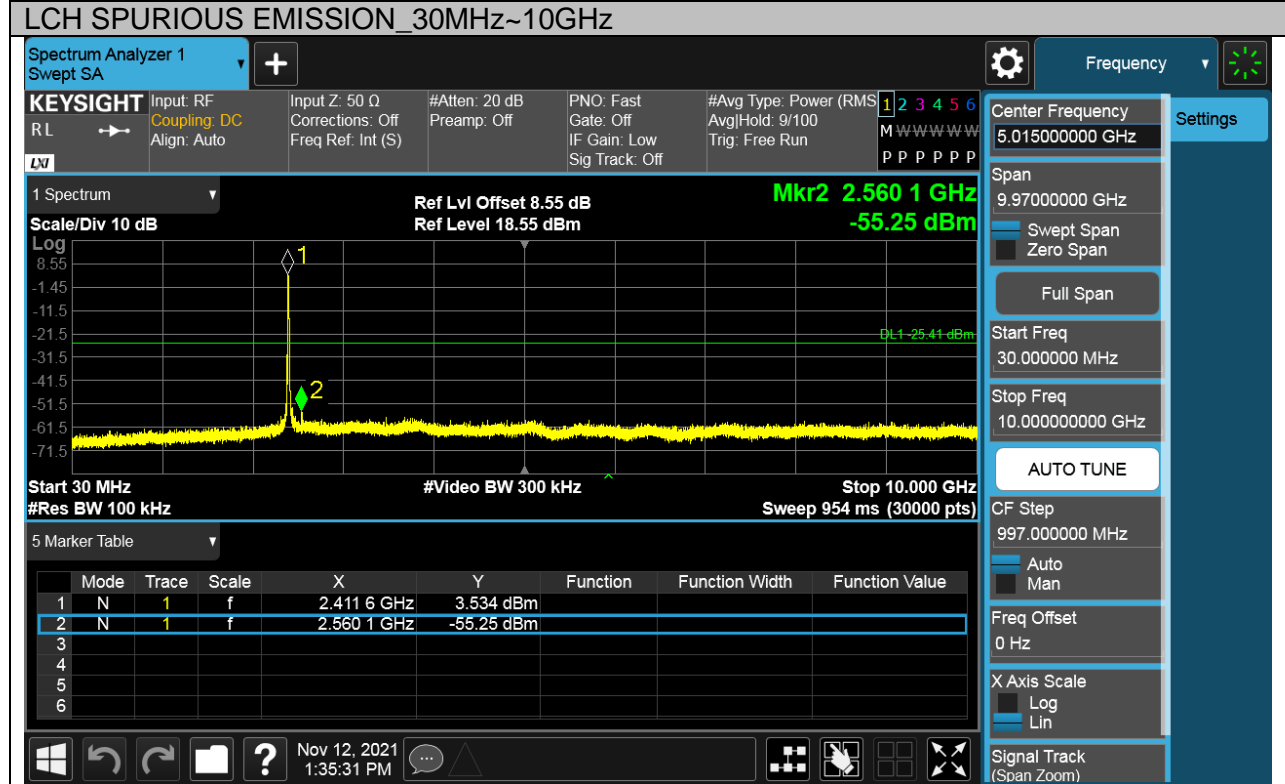 LCH SPURIOUS EMISSION_30MHz~10GHz
Spectrum Analyzer 1
Swept SA
+
Frequency
KEYSIGHT
RL
LXI
Input: RF
Coupling: DC
Align: Auto
Input Z: 50 Ω
Corrections: Off
Freq Ref: Int (S)
#Atten: 20 dB
Preamp: Off
PNO: Fast
Gate: Off
IF Gain: Low
Sig Track: Off
#Avg Type: Power (RMS
Avg|Hold: 9/100
Trig: Free Run
1 2 3 4 5 6
M W W W W W
P P P P P P
1 Spectrum
Scale/Div 10 dB
Ref Lvl Offset 8.55 dB
Ref Level 18.55 dBm
Mkr2 2.560 1 GHz
-55.25 dBm
Log
8.55
-1.45
-11.5
-21.5
-31.5
-41.5
-51.5
-61.5
-71.5
1
2
DL1 -25.41 dBm
Start 30 MHz
#Video BW 300 kHz
Stop 10.000 GHz
#Res BW 100 kHz
Sweep 954 ms (30000 pts)
5 Marker Table
Mode Trace Scale X Y Function Function Width Function Value
1 N 1 f 2.411 6 GHz 3.534 dBm
2 N 1 f 2.560 1 GHz -55.25 dBm
3
4
5
6
Center Frequency
5.015000000 GHz
Settings
Span
9.97000000 GHz
Swept Span
Zero Span
Full Span
Start Freq
30.000000 MHz
Stop Freq
10.000000000 GHz
AUTO TUNE
CF Step
997.000000 MHz
Auto
Man
Freq Offset
0 Hz
X Axis Scale
Log
Lin
Signal Track
(Span Zoom)
?
Nov 12, 2021
1:35:31 PM